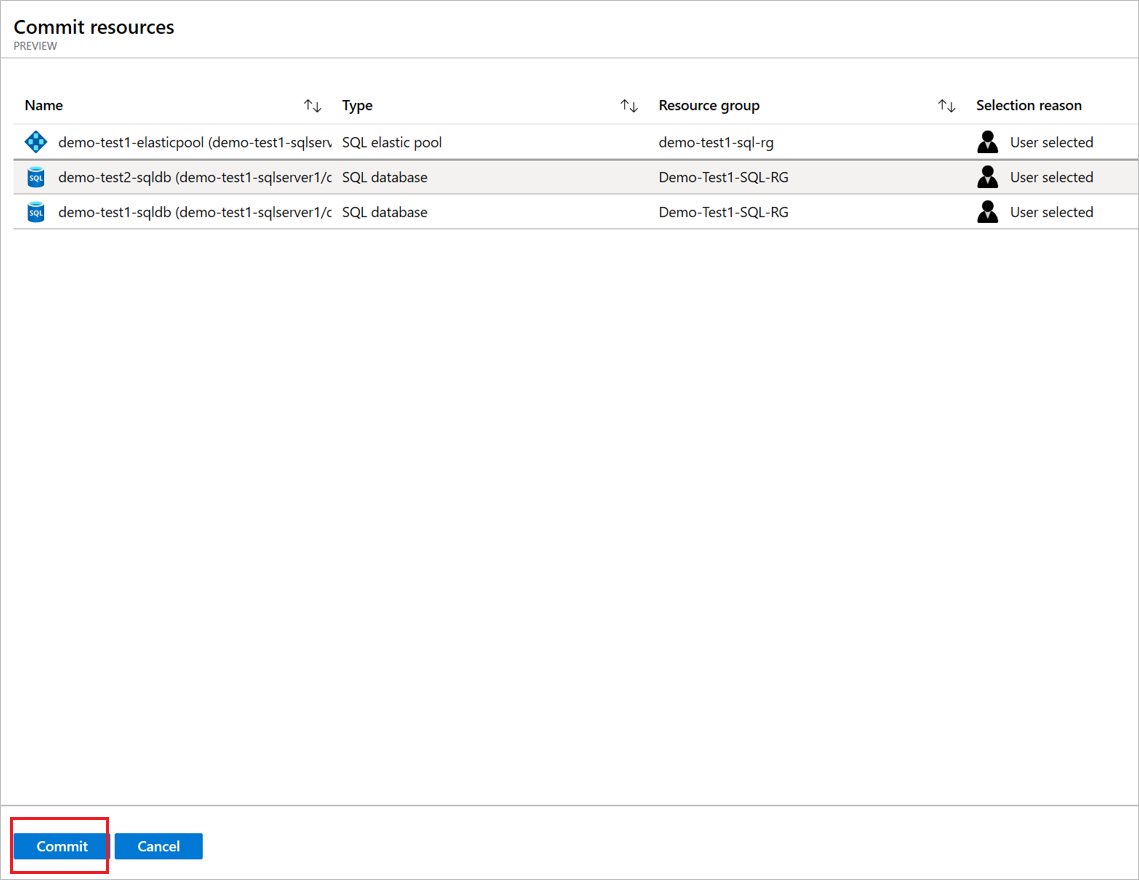 Commit resources
PREVIEW
Name Type Resource group Selection reason
demo-test1-elasticpool (demo-test1-sqlserv SQL elastic pool demo-test1-sql-rg User selected
SQL demo-test2-sqldb (demo-test1-sqlserver1/c SQL database Demo-Test1-SQL-RG User selected
SQL demo-test1-sqldb (demo-test1-sqlserver1/c SQL database Demo-Test1-SQL-RG User selected
Commit Cancel